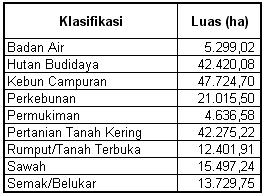 Klasifikasi Luas (ha)
Badan Air 5.299,02
Hutan Budidaya 42.420,08
Kebun Campuran 47.724,70
Perkebunan 21.015,50
Permukiman 4.636,58
Pertanian Tanah Kering 42.275,22
Rumput/Tanah Terbuka 12.401,91
Sawah 15.497,24
Semak/Belukar 13.729,75